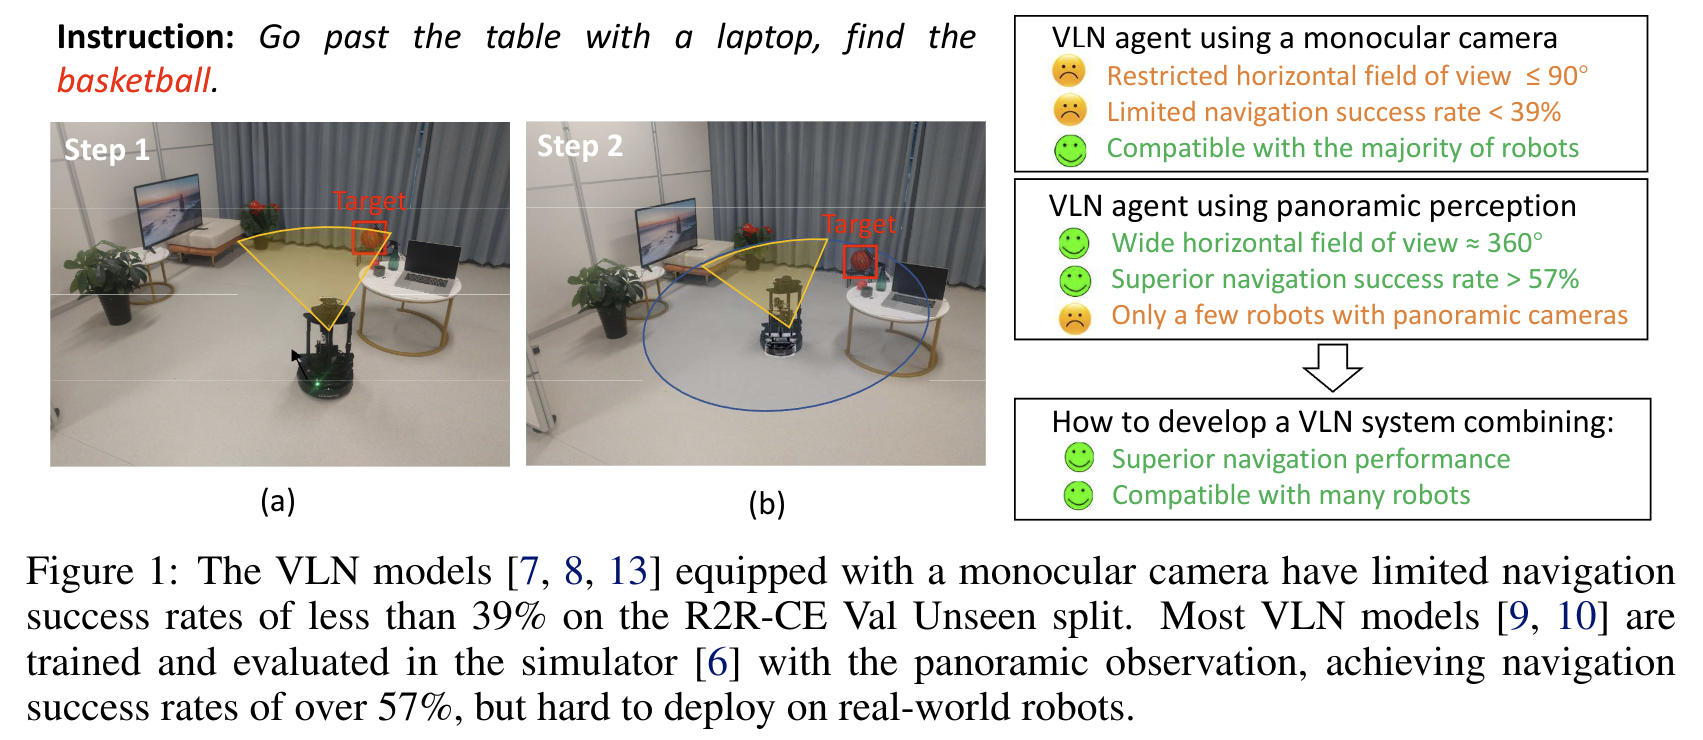 Instruction: Go past the table with a laptop, find the
basketball.
Step 1
Target
(a)
Step 2
Target
(b)
VLN agent using a monocular camera
Restricted horizontal field of view ≤ 90°
Limited navigation success rate < 39%
Compatible with the majority of robots
VLN agent using panoramic perception
Wide horizontal field of view ≈ 360°
Superior navigation success rate > 57%
Only a few robots with panoramic cameras
How to develop a VLN system combining:
Superior navigation performance
Compatible with many robots
Figure 1: The VLN models [7, 8, 13] equipped with a monocular camera have limited navigation
success rates of less than 39% on the R2R-CE Val Unseen split. Most VLN models [9, 10] are
trained and evaluated in the simulator [6] with the panoramic observation, achieving navigation
success rates of over 57%, but hard to deploy on real-world robots.